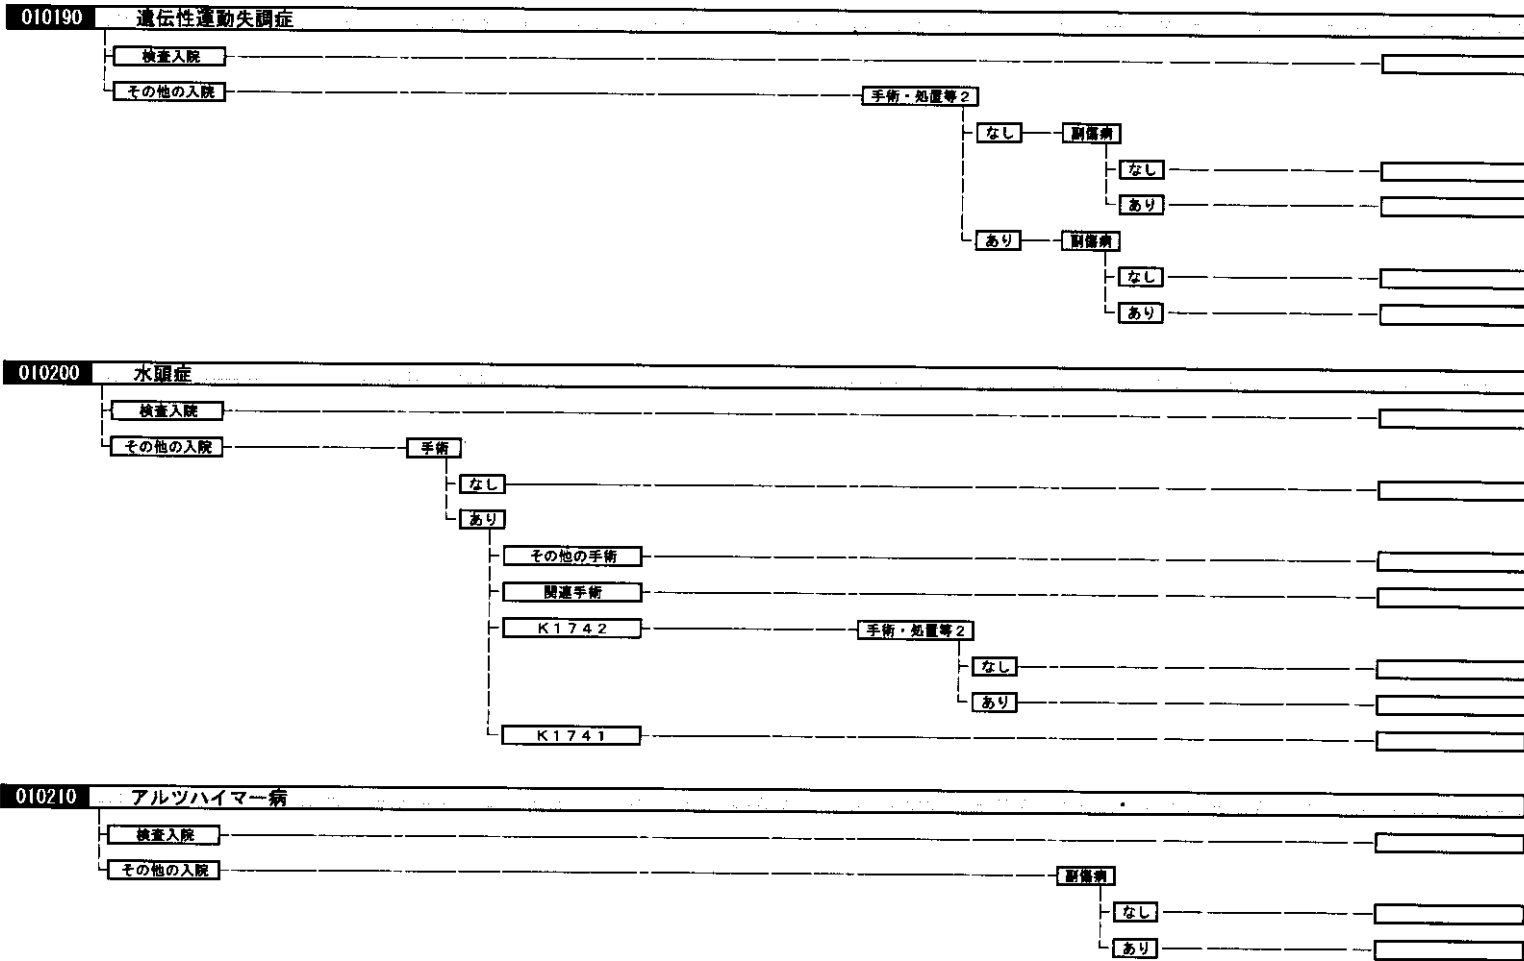 010190 遺伝性運動失調症
検査入院
その他の入院 手術・処置等2
なし 副傷病
なし
あり
あり 副傷病
なし
あり
010200 水頭症
検査入院
その他の入院 手術
なし
あり
その他の手術
関連手術
K1742 手術・処置等2
なし
あり
K1741
010210 アルツハイマー病
検査入院
その他の入院 副傷病
なし
あり